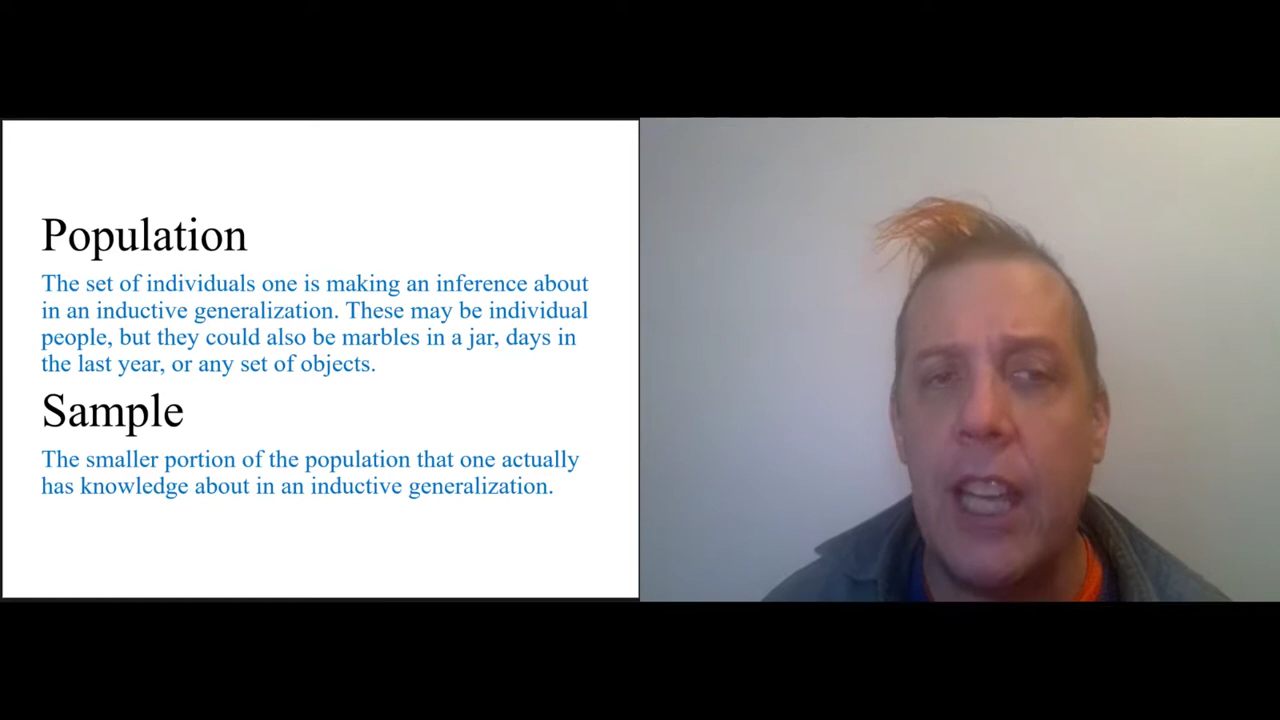 Population
The set of individuals one is making an inference about
in an inductive generalization. These may be individual
people, but they could also be marbles in a jar, days in
the last year, or any set of objects.
Sample
The smaller portion of the population that one actually
has knowledge about in an inductive generalization.